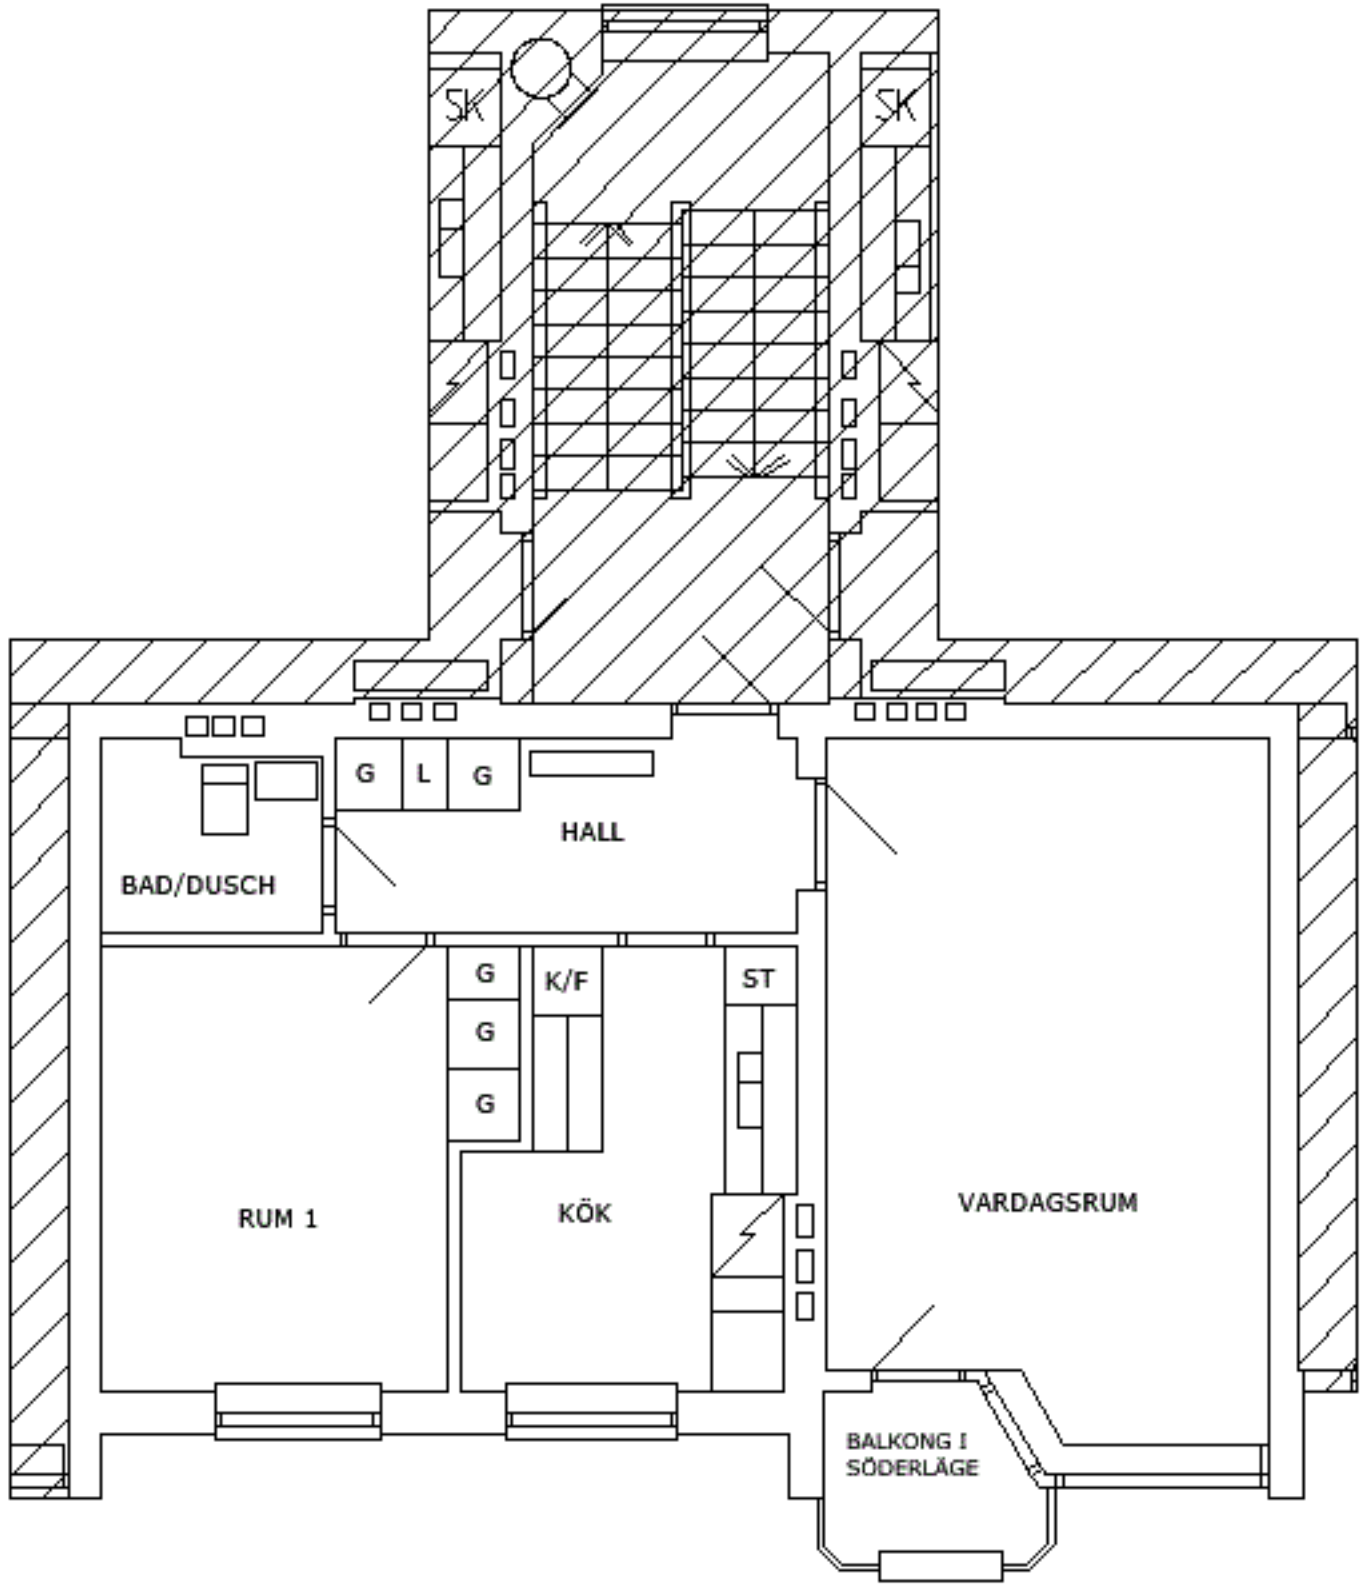 SK
SK
G
L
G
HALL
BAD/DUSCH
G
K/F
ST
G
G
RUM 1
KÖK
VARDAGSRUM
BALKONG I
SÖDERLÄGE